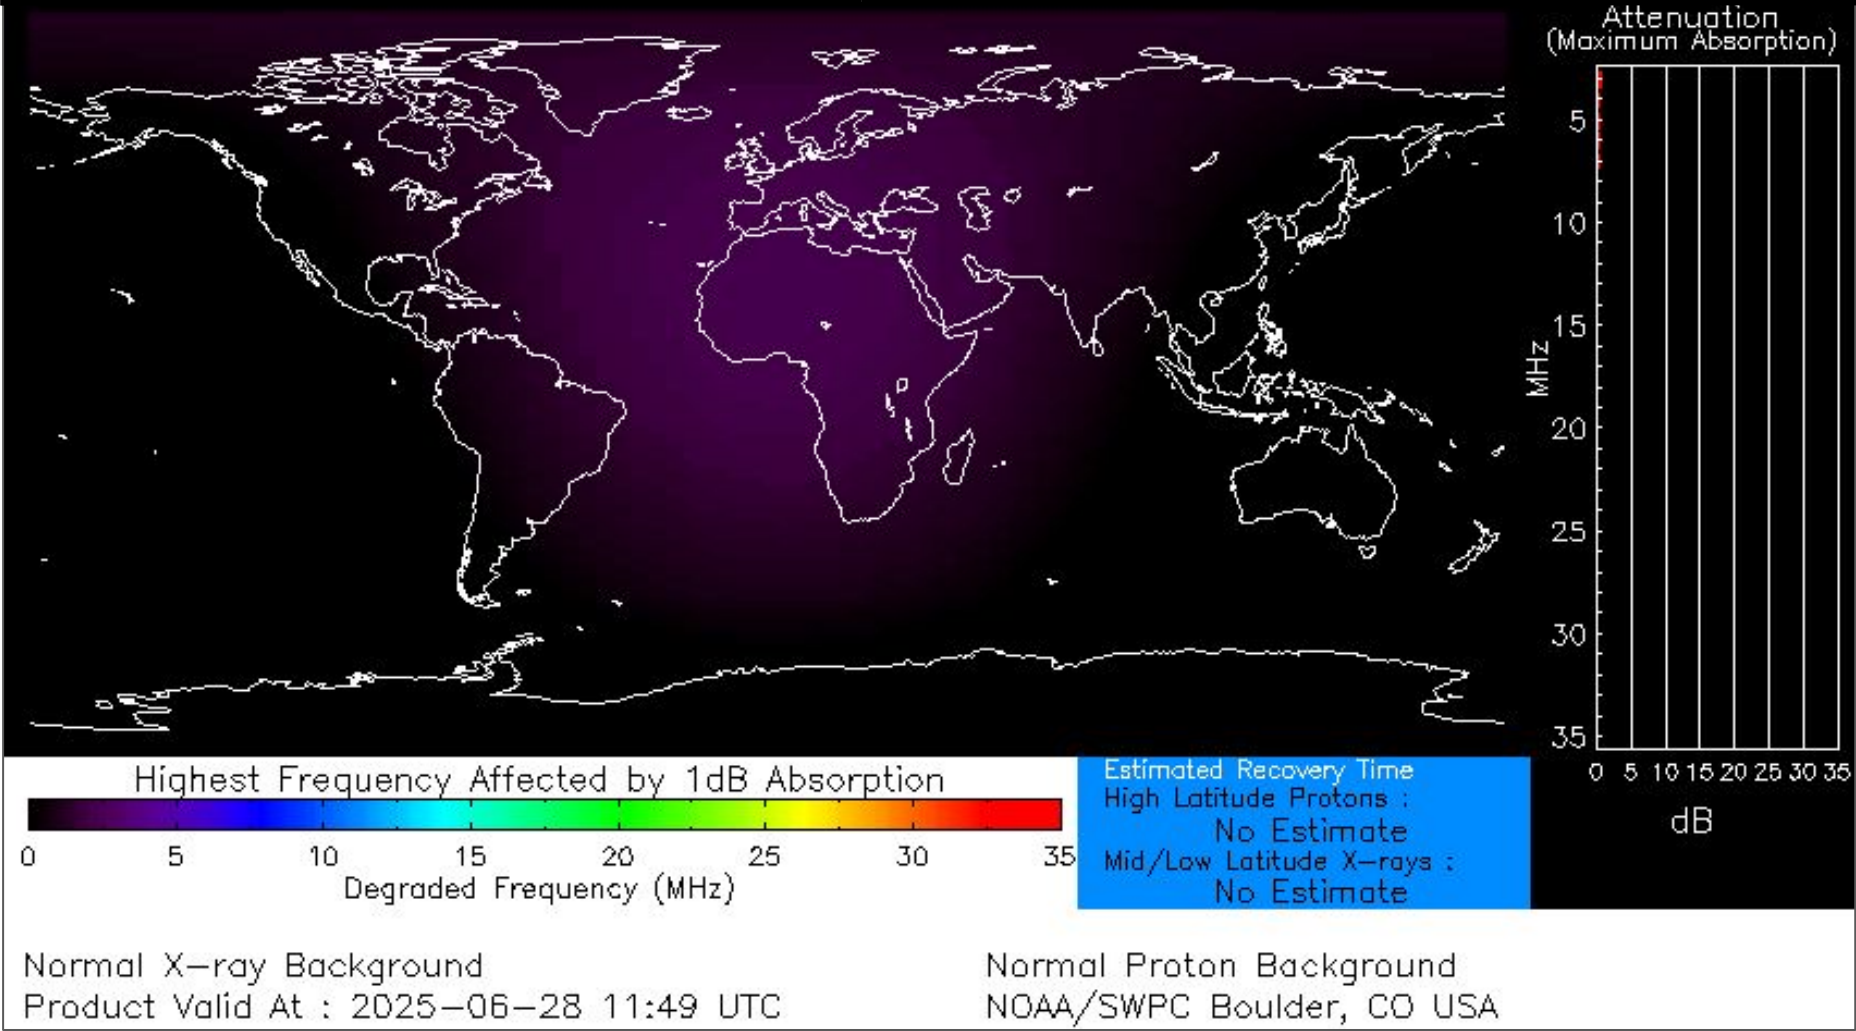 Attenuation
(Maximum Absorption)
5
10
15
20
25
30
35
MHz
0 5 10 15 20 25 30 35
dB
Highest Frequency Affected by 1dB Absorption
0 5 10 15 20 25 30 35
Degraded Frequency (MHz)
Estimated Recovery Time
High Latitude Protons :
No Estimate
Mid/Low Latitude X-rays :
No Estimate
Normal X-ray Background
Product Valid At : 2025-06-28 11:49 UTC
Normal Proton Background
NOAA/SWPC Boulder, CO USA